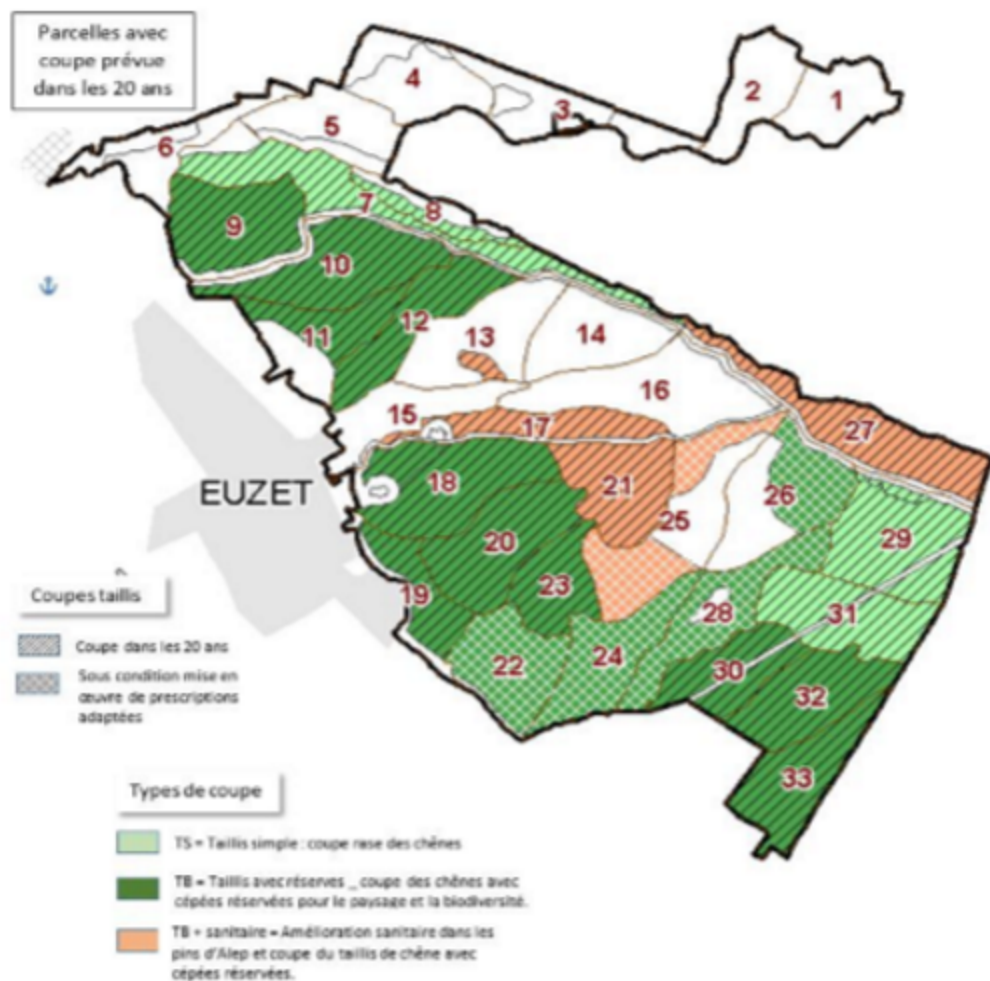 Parcelles avec
coupe prévue
dans les 20 ans
4
2
1
3
5
6
7
8
9
10
11
12
13
14
16
15
17
27
18
21
26
EUZET
25
29
20
23
19
28
31
22
24
30
32
33
Coupes taillis
Coupe dans les 20 ans
Sous condition mise en
œuvre de prescriptions
adaptées
Types de coupe
TS = Taillis simple : coupe rase des chênes
TB = Taillis avec réserves _ coupe des chênes avec
cépées réservées pour le paysage et la biodiversité.
TB + sanitaire = Amélioration sanitaire dans les
pins d'Alep et coupe du taillis de chêne avec
cépées réservées.